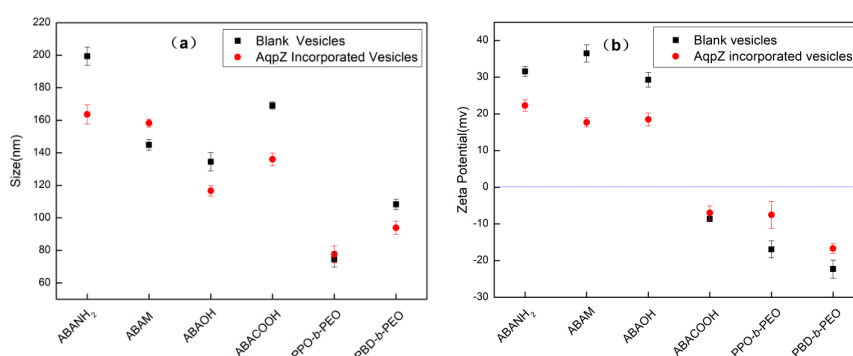 (a)
Blank Vesicles
AqpZ Incorporated Vesicles
Size(nm)
220
200
180
160
140
120
100
80
60
ABANH₂
ABAM
ABAOH
ABACOOH
PPO-b-PEO
PBD-b-PEO
(b)
Blank vesicles
AqpZ incorporated vesicles
Zeta Potential(mv)
50
40
30
20
10
0
-10
-20
-30
ABANH₂
ABAM
ABAOH
ABACOOH
PPO-b-PEO
PBD-b-PEO